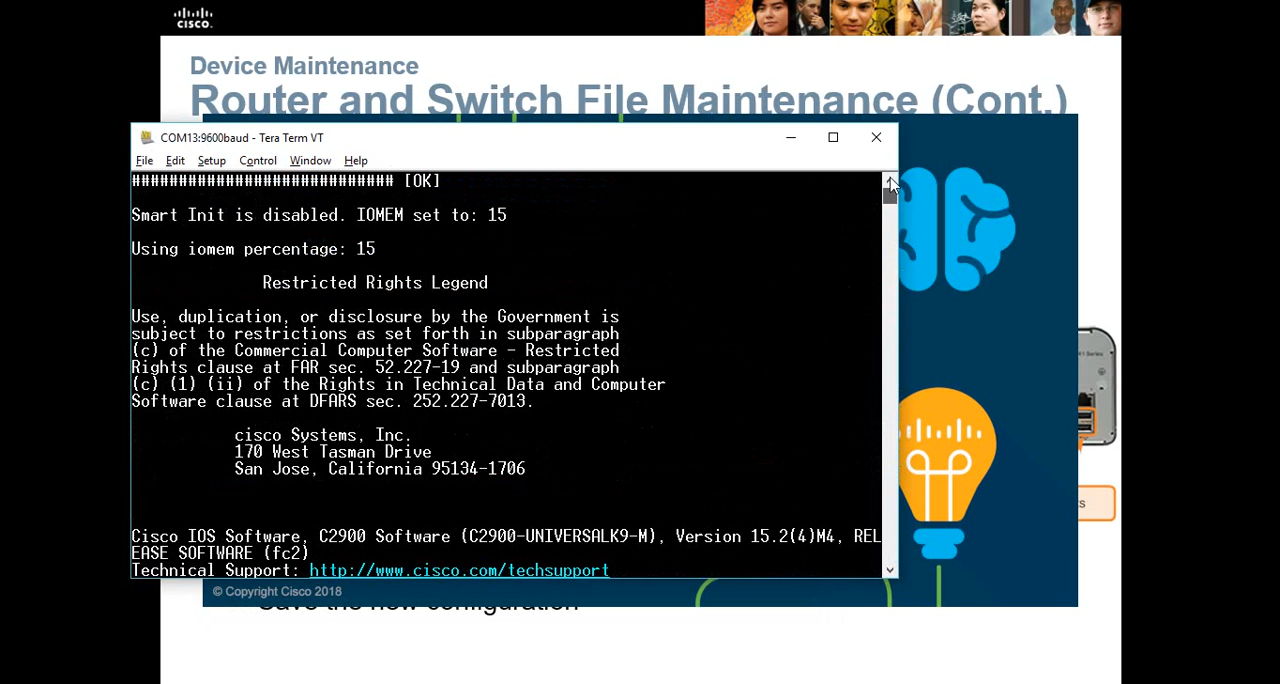 cisco
Device Maintenance
Router and Switch File Maintenance (Cont.)
COM13:9600baud - Tera Term VT
File Edit Setup Control Window Help
############################ [OK]
Smart Init is disabled. IOMEM set to: 15
Using iomem percentage: 15
Restricted Rights Legend
Use, duplication, or disclosure by the Government is
subject to restrictions as set forth in subparagraph
(c) of the Commercial Computer Software - Restricted
Rights clause at FAR sec. 52.227-19 and subparagraph
(c) (1) (ii) of the Rights in Technical Data and Computer
Software clause at DFARS sec. 252.227-7013.
cisco Systems, Inc.
170 West Tasman Drive
San Jose, California 95134-1706
Cisco IOS Software, C2900 Software (C2900-UNIVERSALK9-M), Version 15.2(4)M4, REL
EASE SOFTWARE (fc2)
Technical Support: http://www.cisco.com/techsupport
© Copyright Cisco 2018
Save the new configuration